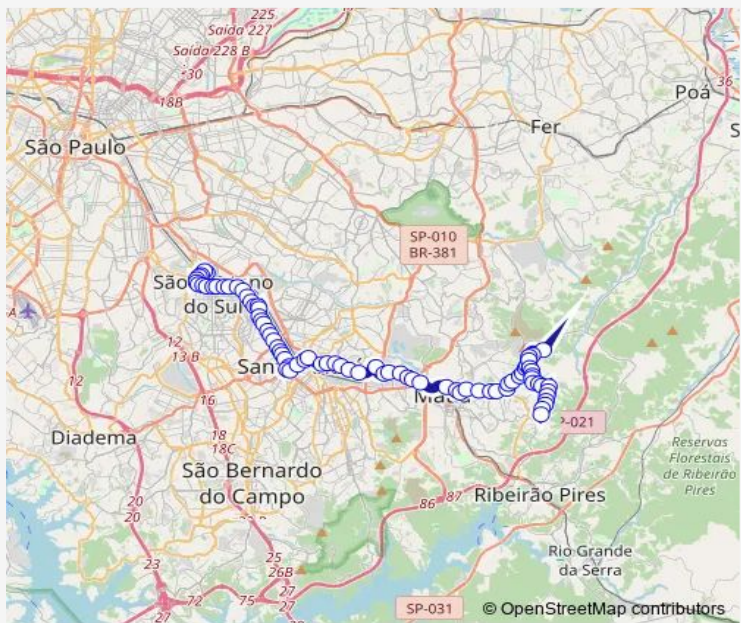 225
Saída 227
Saída 228 B
30
36
18B
Poá
Fer
São Paulo
SP-010
BR-381
São
no
do Sul
12
13 B
12
San
16
Ma
P-021
18
18C
Diadema
Reservas
Florestais
de Ribeirão
Pires
São Bernardo
do Campo
86
87
Ribeirão Pires
20
20
25
26B
Rio Grande
da Serra
23
27
72
75
27
27
SP-031
© OpenStreetMap contributors